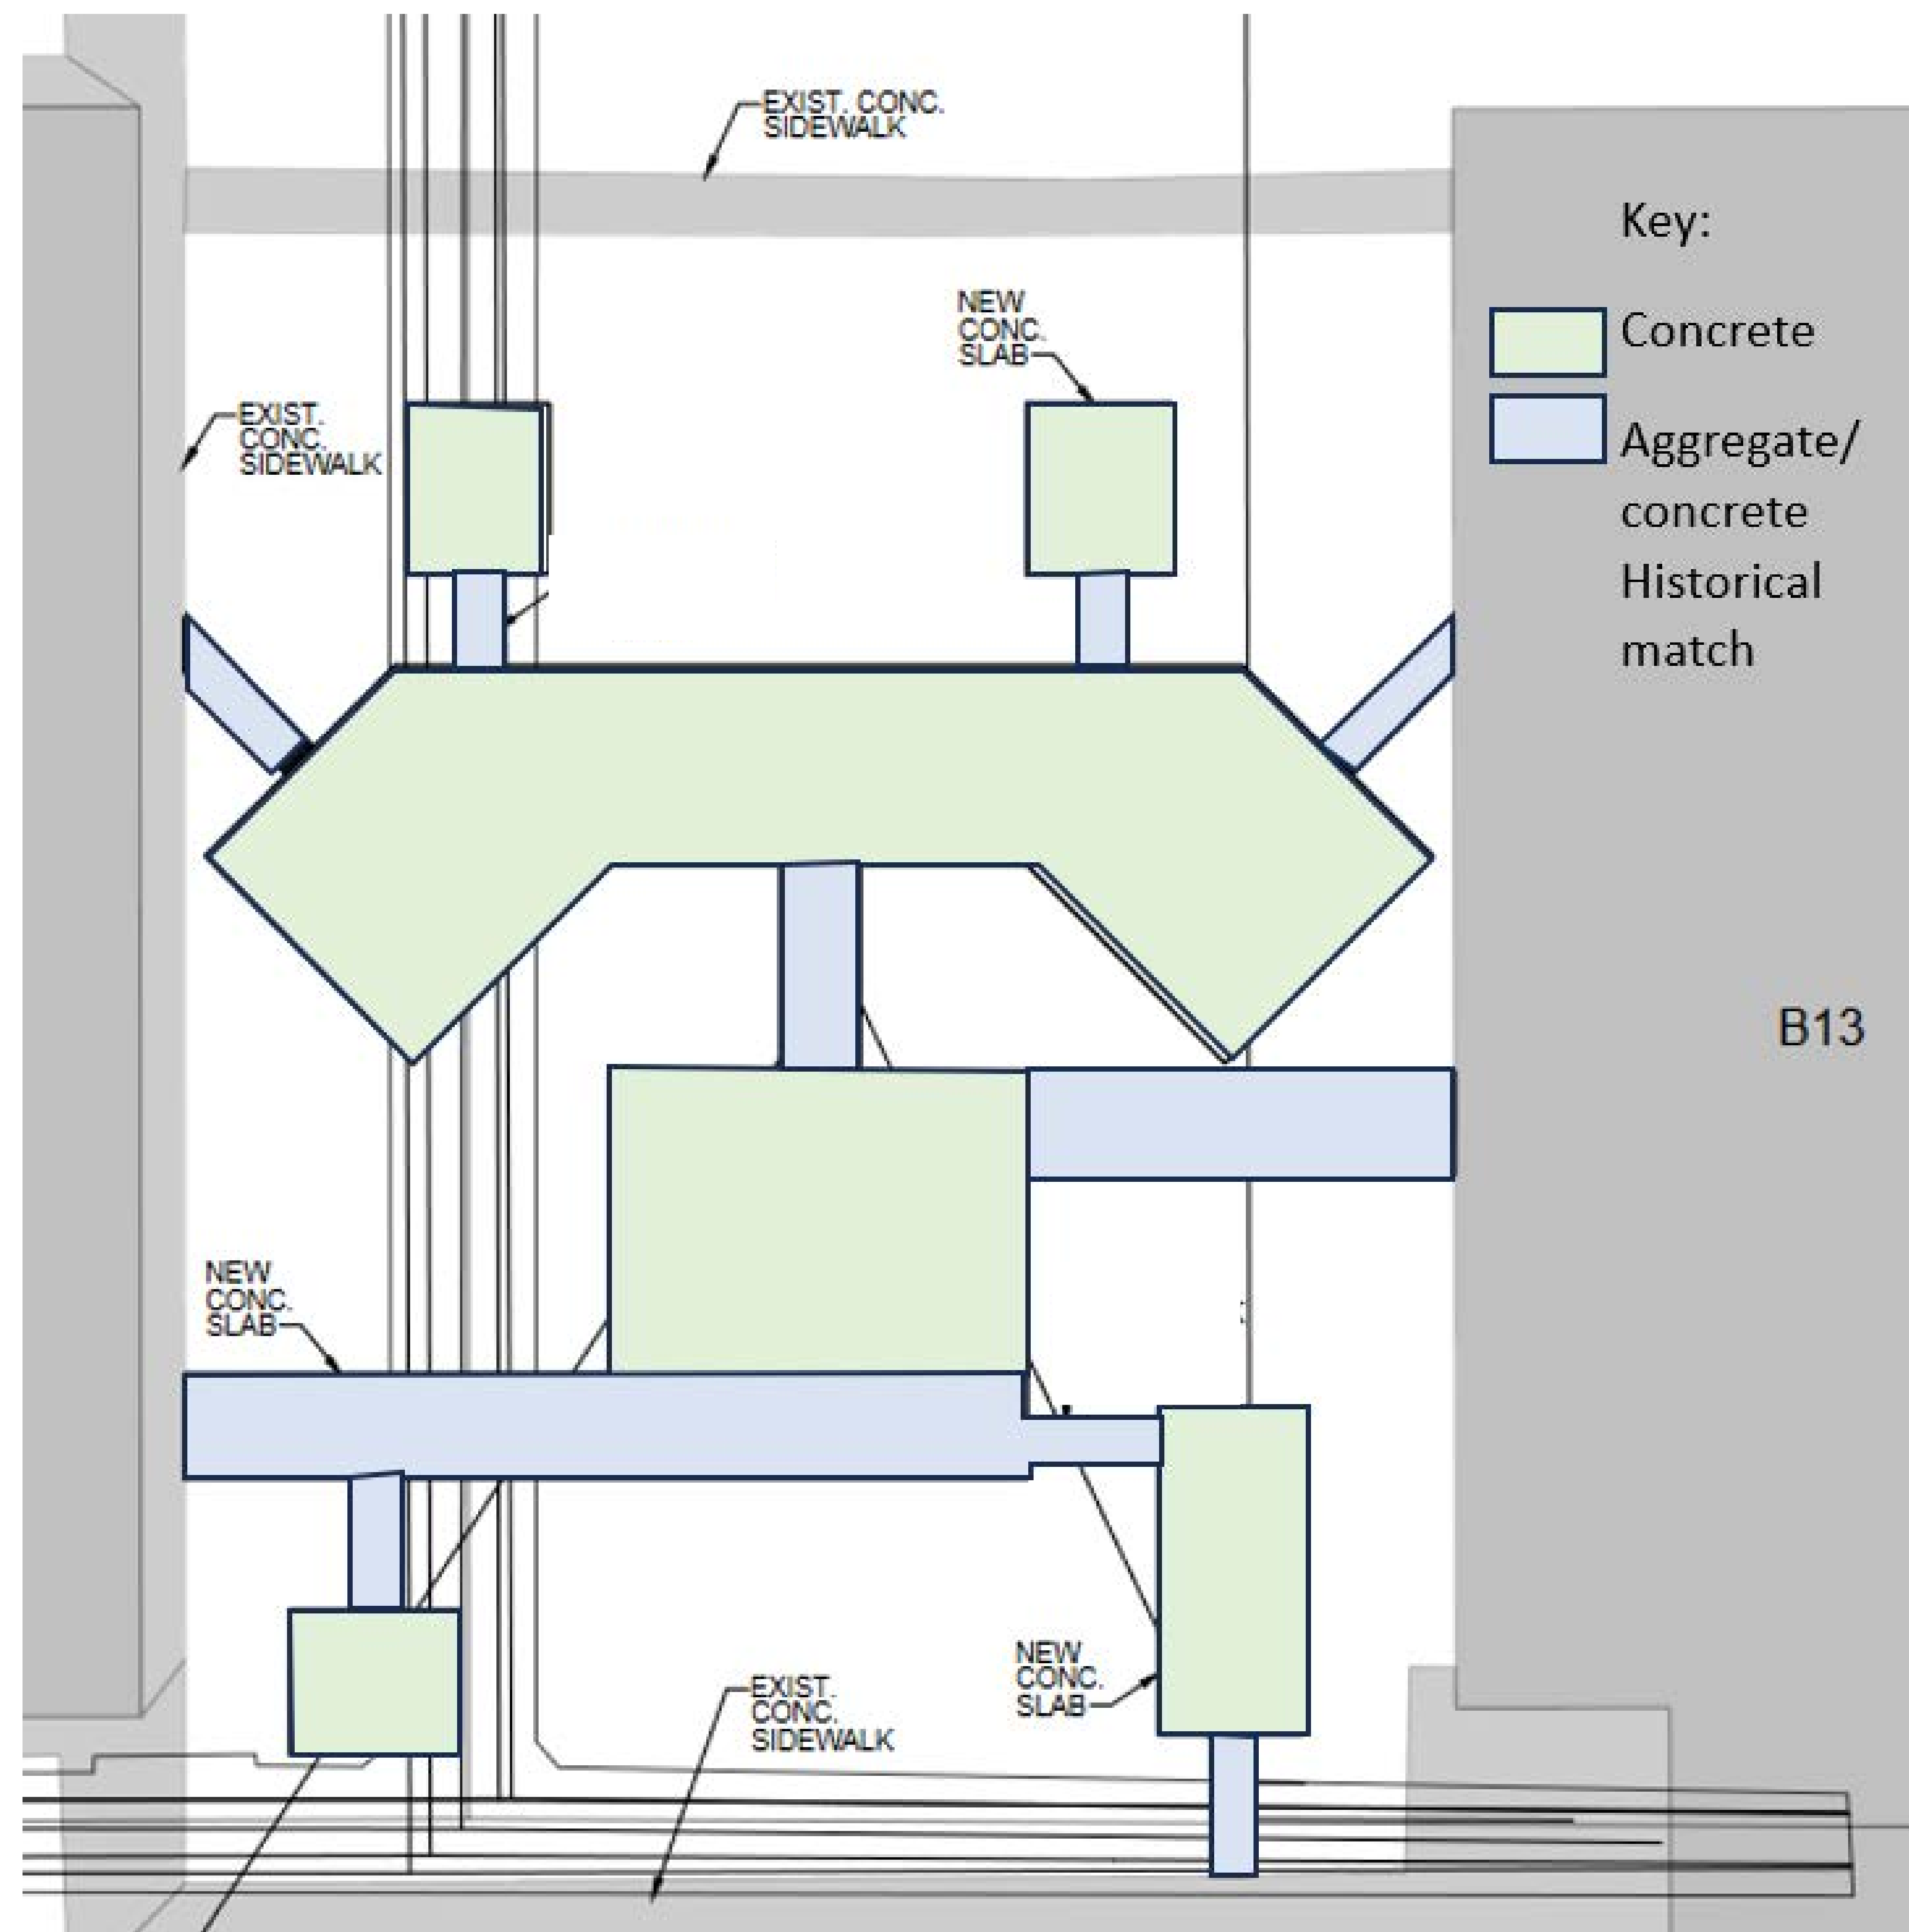 EXIST. CONC.
SIDEWALK
Key:
Concrete
Aggregate/
concrete
Historical
match
NEW
CONC.
SLAB
EXIST.
CONC.
SIDEWALK
B13
NEW
CONC.
SLAB
NEW
CONC.
SLAB
EXIST.
CONC.
SIDEWALK